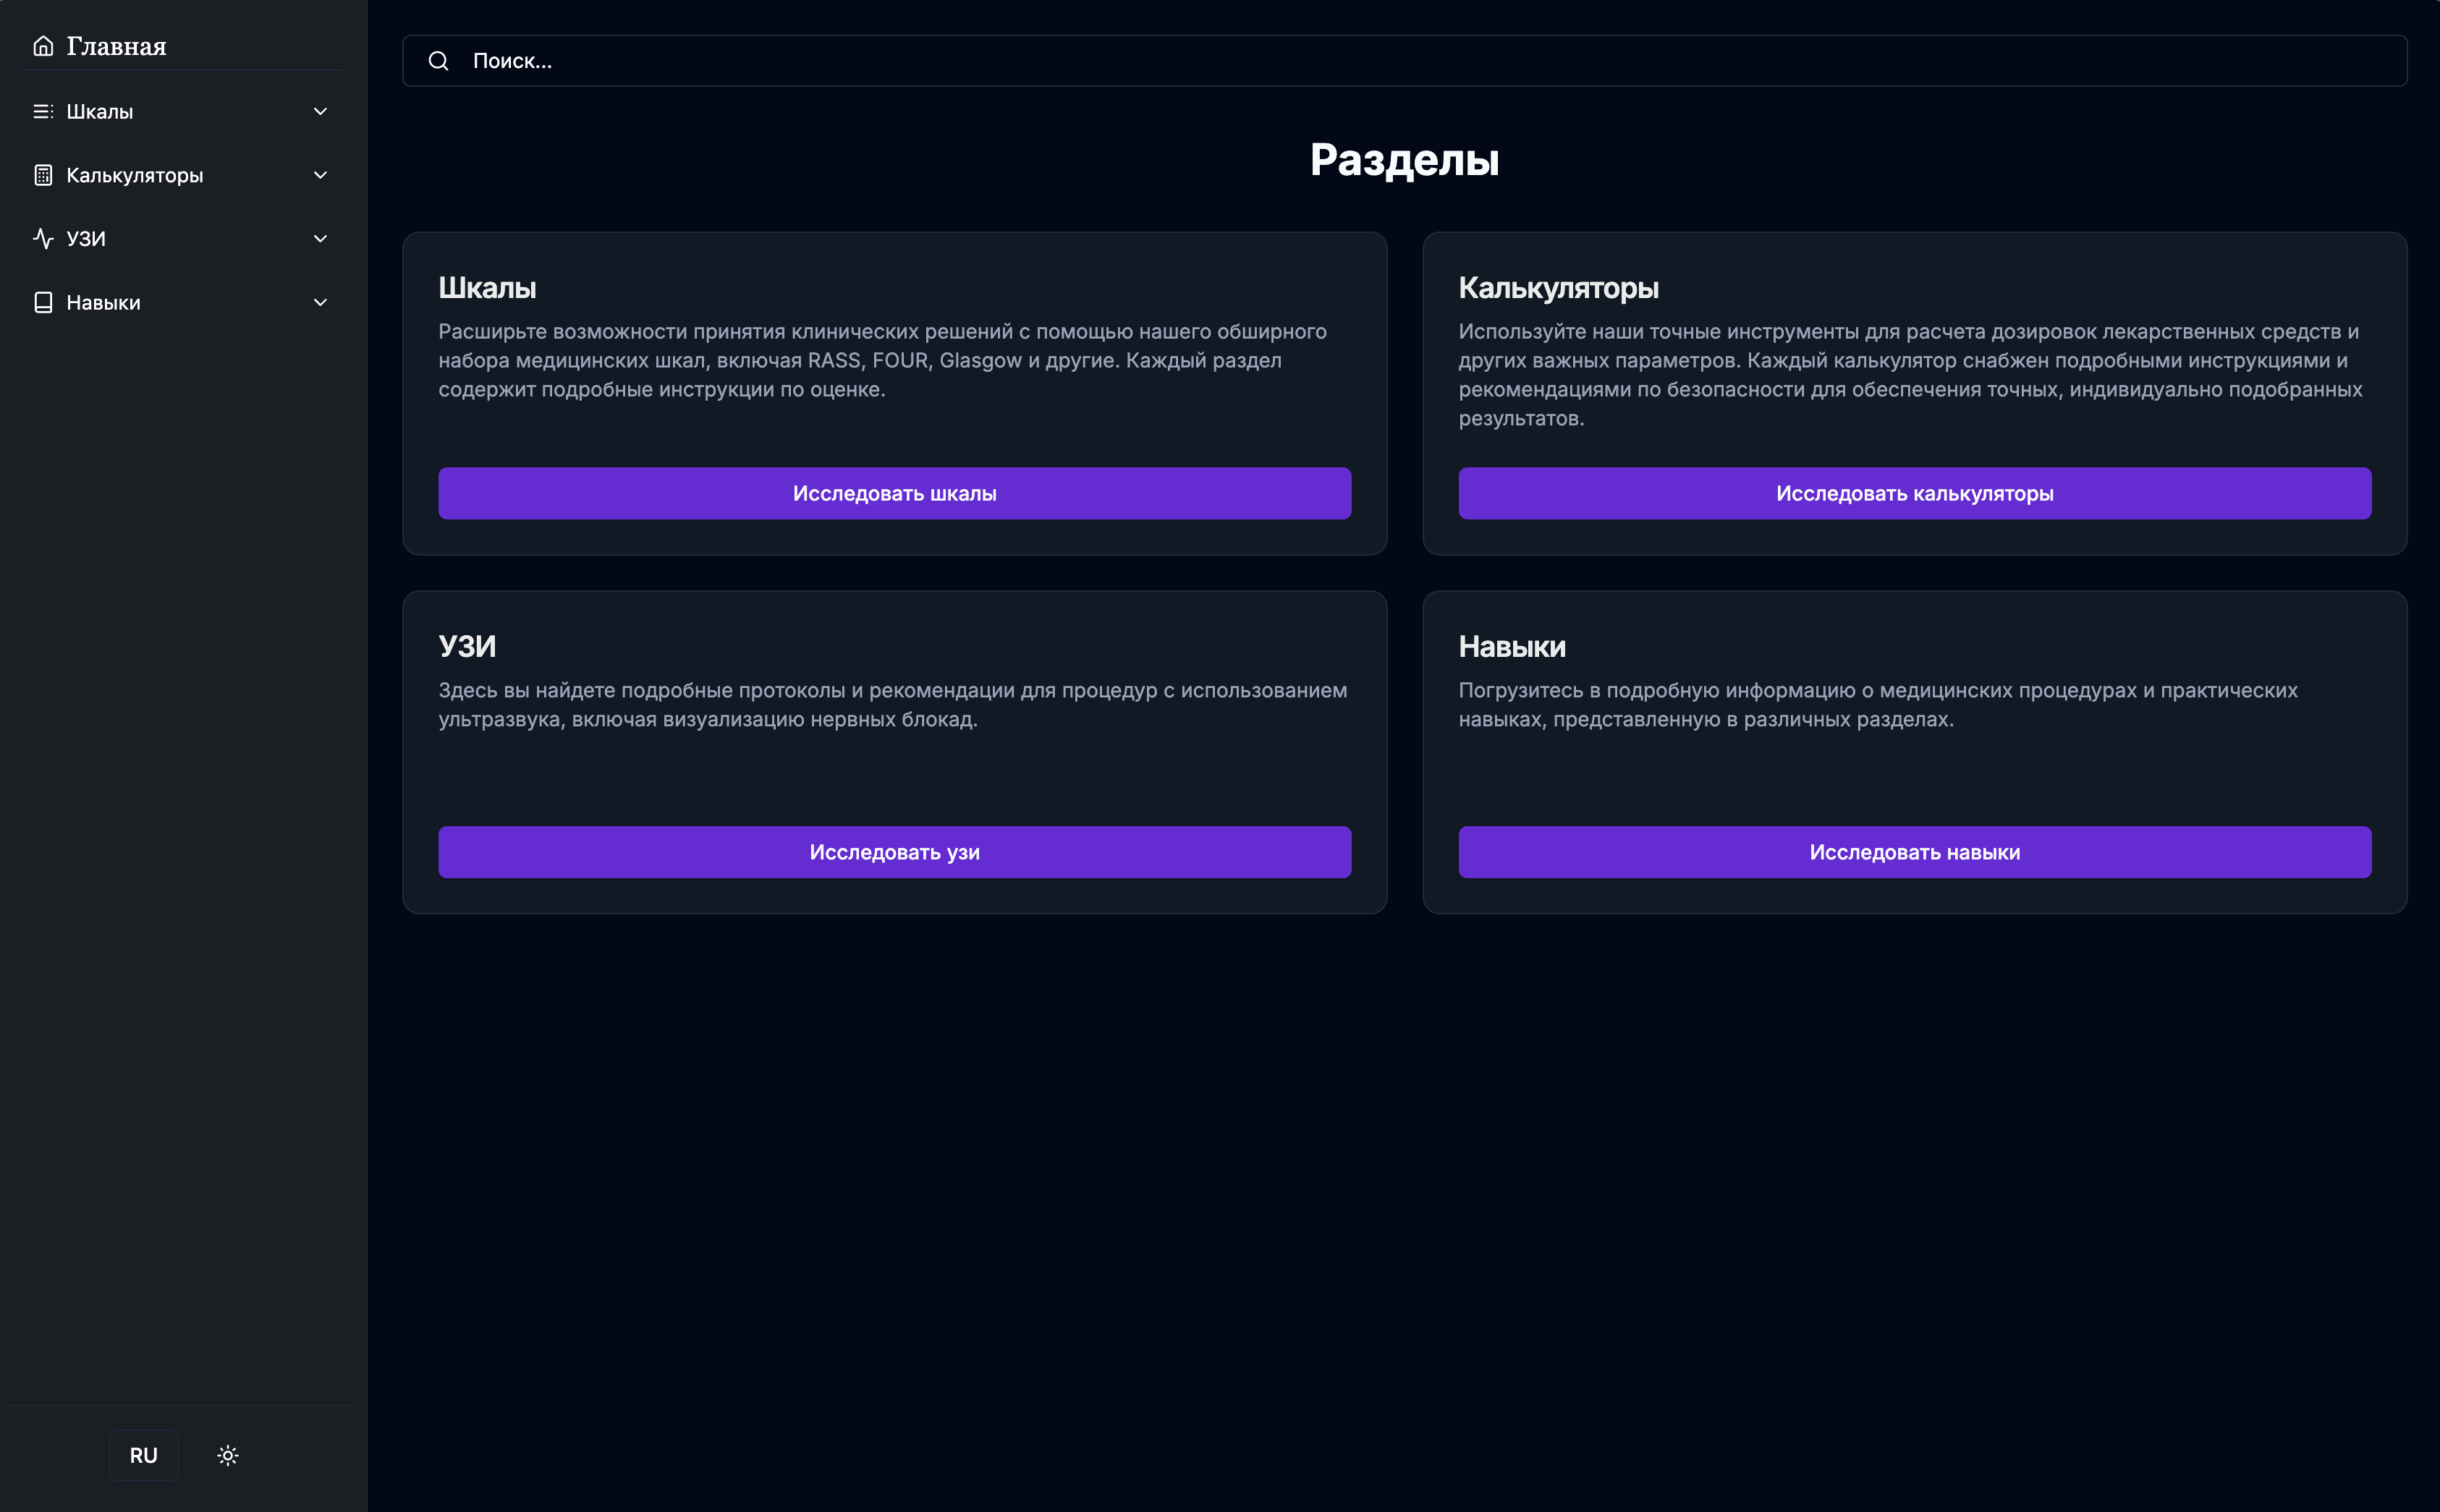 Главная
Шкалы
Калькуляторы
УЗИ
Навыки
RU
Поиск...
Разделы
Шкалы
Расширьте возможности принятия клинических решений с помощью нашего обширного
набора медицинских шкал, включая RASS, FOUR, Glasgow и другие. Каждый раздел
содержит подробные инструкции по оценке.
Исследовать шкалы
Калькуляторы
Используйте наши точные инструменты для расчета дозировок лекарственных средств и
других важных параметров. Каждый калькулятор снабжен подробными инструкциями и
рекомендациями по безопасности для обеспечения точных, индивидуально подобранных
результатов.
Исследовать калькуляторы
УЗИ
Здесь вы найдете подробные протоколы и рекомендации для процедур с использованием
ультразвука, включая визуализацию нервных блокад.
Исследовать узи
Навыки
Погрузитесь в подробную информацию о медицинских процедурах и практических
навыках, представленную в различных разделах.
Исследовать навыки